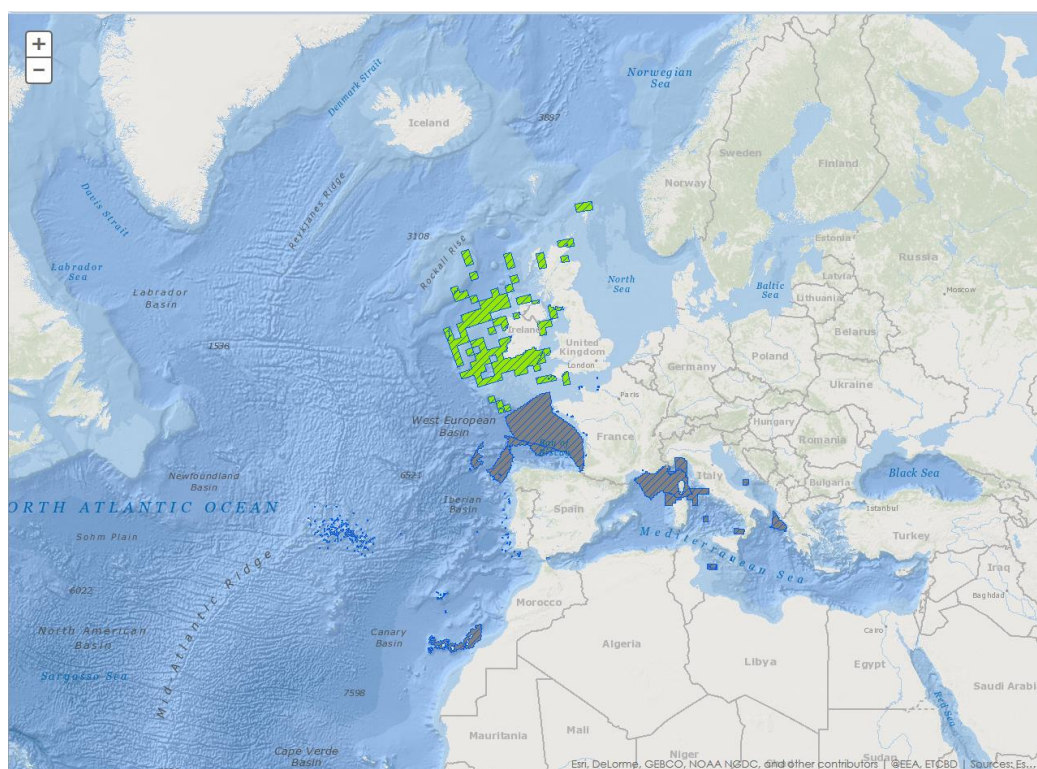 +
−
Denmark Strait
Iceland
Norwegian
Sea
3887
Sweden
Finland
Norway
Davis Strait
Reykjanes Ridge
3108
Rockall Rise
Estonia
Russia
Labrador
Sea
Labrador
Basin
North
Sea
Baltic
Sea
Latvia
Lithuania
Moscow
1536
Ireland
United
Kingdom
London
Belarus
Poland
Germany
Ukraine
Paris
West European
Basin
Bay of
Biscay
France
Hungary
Romania
Newfoundland
Basin
6521
Iberian
Basin
Spain
Italy
Bulgaria
Black Sea
Istanbul
ORTH ATLANTIC OCEAN
Sohm Plain
Mediterranean Sea
Turkey
6022
Mid-Atlantic Ridge
Morocco
Iraq
Baghdad
North American
Basin
Canary
Basin
Algeria
Libya
Cairo
Egypt
Sargasso Sea
7598
Saudi Arabi
Red Sea
Mauritania
Mali
Niger
Sudan
Cape Verde
Basin
Esri, DeLorme, GEBCO, NOAA NGDC, and other contributors | @EEA, ETCBD | Sources: Es...